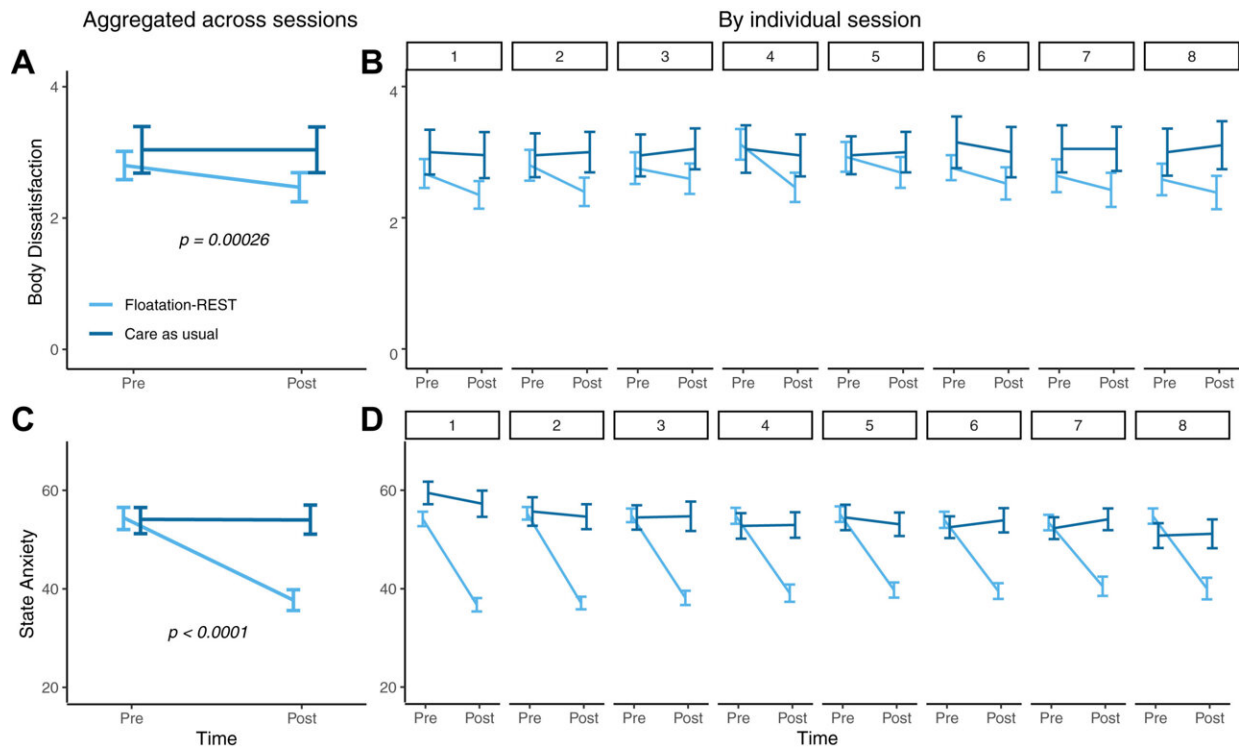 Aggregated across sessions
By individual session
A
B
1 2 3 4 5 6 7 8
Body Dissatisfaction
4
2
0
p = 0.00026
Floatation-REST
Care as usual
Pre Post
4
2
0
Pre Post Pre Post Pre Post Pre Post Pre Post Pre Post Pre Post Pre Post
C
D
1 2 3 4 5 6 7 8
State Anxiety
60
40
20
p < 0.0001
Pre Post
Time
60
40
20
Pre Post Pre Post Pre Post Pre Post Pre Post Pre Post Pre Post Pre Post
Time